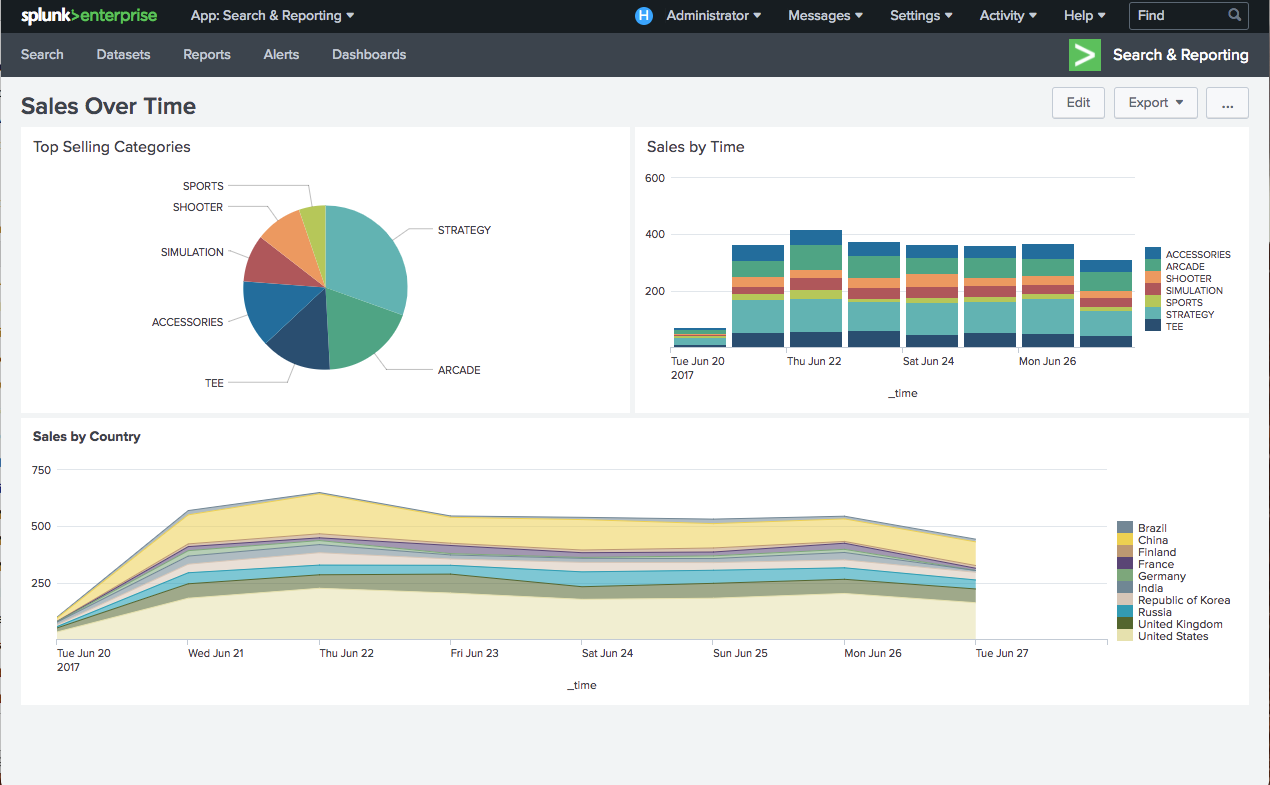 splunk>enterprise App: Search & Reporting H Administrator Messages Settings Activity Help Find
Search Datasets Reports Alerts Dashboards > Search & Reporting
Sales Over Time Edit Export ...
Top Selling Categories
SPORTS
SHOOTER
STRATEGY
SIMULATION
ACCESSORIES
ARCADE
TEE
Sales by Time
600
400
200
ACCESSORIES
ARCADE
SHOOTER
SIMULATION
SPORTS
STRATEGY
TEE
Tue Jun 20 Thu Jun 22 Sat Jun 24 Mon Jun 26
2017
_time
Sales by Country
750
500
250
Brazil
China
Finland
France
Germany
India
Republic of Korea
Russia
United Kingdom
United States
Tue Jun 20 Wed Jun 21 Thu Jun 22 Fri Jun 23 Sat Jun 24 Sun Jun 25 Mon Jun 26 Tue Jun 27
2017
_time